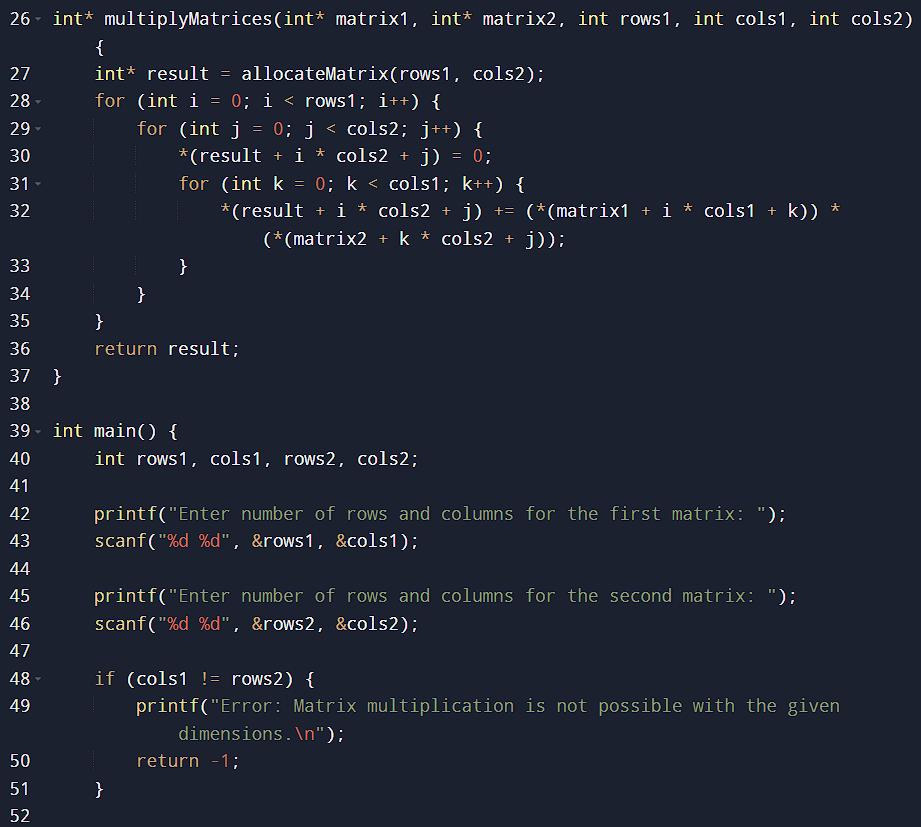 26 int* multiplyMatrices(int* matrix1, int* matrix2, int rows1, int cols1, int cols2)
{
27 int* result = allocateMatrix(rows1, cols2);
28 for (int i = 0; i < rows1; i++) {
29 for (int j = 0; j < cols2; j++) {
30 *(result + i * cols2 + j) = 0;
31 for (int k = 0; k < cols1; k++) {
32 *(result + i * cols2 + j) += (*(matrix1 + i * cols1 + k)) *
(*(matrix2 + k * cols2 + j));
33 }
34 }
35 }
36 return result;
37 }
38
39 int main() {
40 int rows1, cols1, rows2, cols2;
41
42 printf("Enter number of rows and columns for the first matrix: ");
43 scanf("%d %d", &rows1, &cols1);
44
45 printf("Enter number of rows and columns for the second matrix: ");
46 scanf("%d %d", &rows2, &cols2);
47
48 if (cols1 != rows2) {
49 printf("Error: Matrix multiplication is not possible with the given
dimensions.\n");
50 return -1;
51 }
52